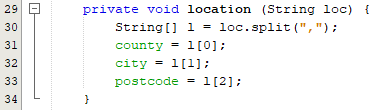 29 private void location (String loc) {
30 String[] l = loc.split(",");
31 county = l[0];
32 city = l[1];
33 postcode = l[2];
34 }